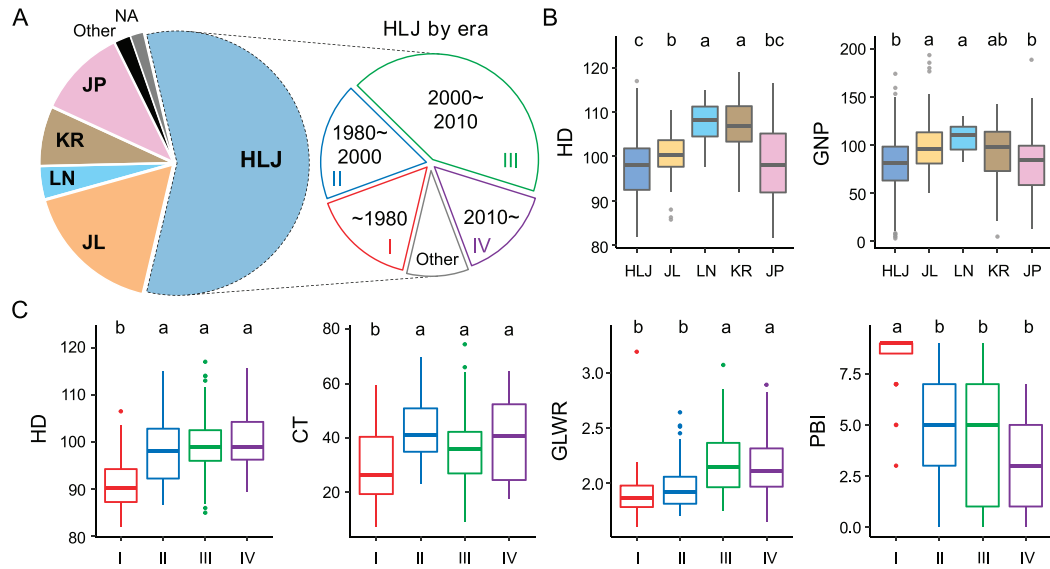 A
NA
Other
JP
KR
LN
JL
HLJ
HLJ by era
2000~
2010
III
1980~
2000
II
~1980
I
Other
2010~
IV
B
c b a a bc
HD
120
110
100
90
80
HLJ JL LN KR JP
b a a ab b
GNP
200
150
100
50
0
HLJ JL LN KR JP
C
b a a a
HD
120
110
100
90
80
I II III IV
b a a a
CT
80
60
40
20
I II III IV
b b a a
GLWR
3.0
2.5
2.0
I II III IV
a b b b
PBI
7.5
5.0
2.5
0.0
I II III IV